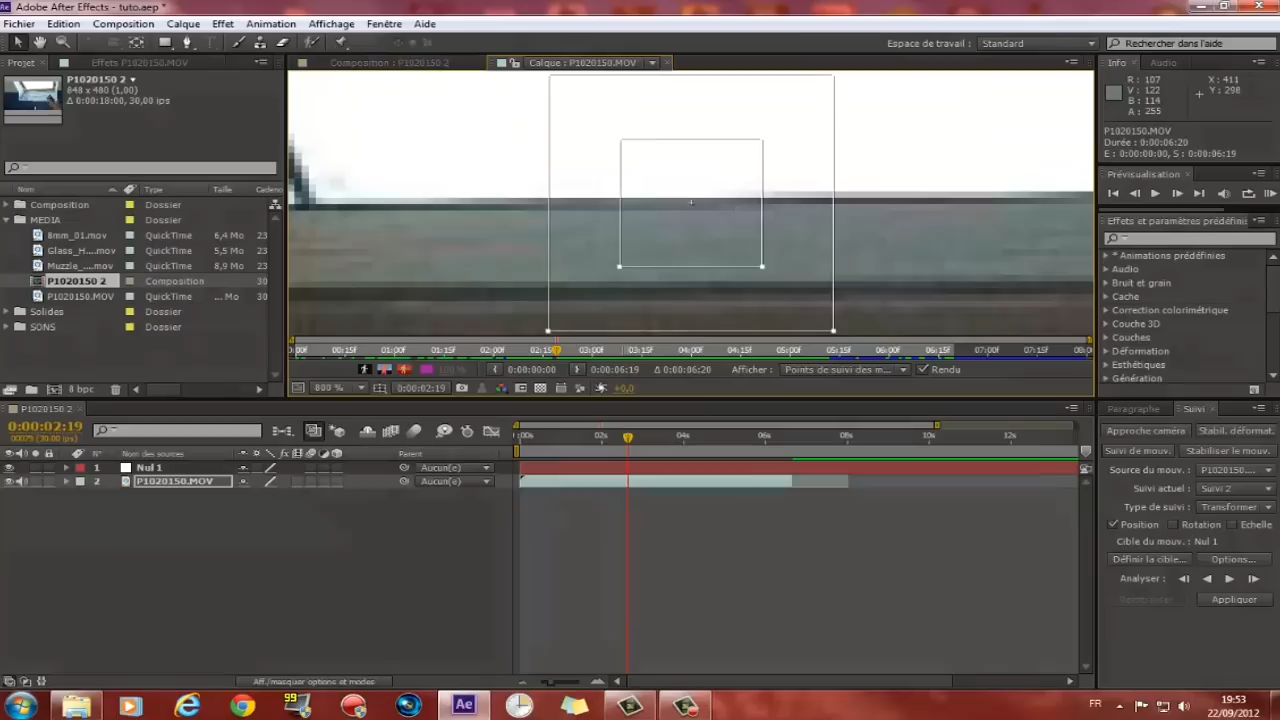 Adobe After Effects - tuto.aep *
Fichier Edition Composition Calque Effet Animation Affichage Fenêtre Aide
Espace de travail : Standard Rechercher dans l'aide
Projet Effets P1020150.MOV Composition : P1020150 2 Calque : P1020150.MOV Info Audio
P1020150 2
848 x 480 (1,00)
Δ 0:00:18:00, 30,00 ips
R : 107 X : 411
V : 122 Y : 298
B : 114
A : 255
P1020150.MOV
Durée : 0:00:06:20
E : 0:00:00:00, S : 0:00:06:19
Prévisualisation
Nom Type Taille Cadenc
Composition Dossier
MEDIA Dossier
8mm_01.mov QuickTime 6,4 Mo 23
Glass_H....mov QuickTime 5,5 Mo 23
Muzzle_....mov QuickTime 8,9 Mo 23
P1020150 2 Composition 30
P1020150.MOV QuickTime ... Mo 30
Solides Dossier
SONS Dossier
Effets et paramètres prédéfinis
* Animations prédéfinies
Audio
Bruit et grain
Cache
Correction colorimétrique
Couche 3D
Couches
Déformation
Esthétiques
Génération
:00f 00:15f 01:00f 01:15f 02:00f 02:15f 03:00f 03:15f 04:00f 04:15f 05:00f 05:15f 06:00f 06:15f 07:00f 07:15f 08:0
100 % 0:00:00:00 0:00:06:19 Δ 0:00:06:20 Afficher : Points de suivi des m... Rendu
8 bpc 800 % 0:00:02:19 +0,0
P1020150 2
0:00:02:19
00079 (30.00 ips)
:00s 02s 04s 06s 08s 10s 12s
N° Nom des sources Parent
1 Nul 1 Aucun(e)
2 P1020150.MOV Aucun(e)
Paragraphe Suivi
Approche caméra Stabil. déformat.
Suivi de mouv. Stabiliser le mouv.
Source du mouv. : P1020150....
Suivi actuel : Suivi 2
Type de suivi : Transformer
Position Rotation Echelle
Cible du mouv. : Nul 1
Définir la cible... Options...
Analyser :
Appliquer
Aff./masquer options et modes
99 Ae FR 19:53
22/09/2012